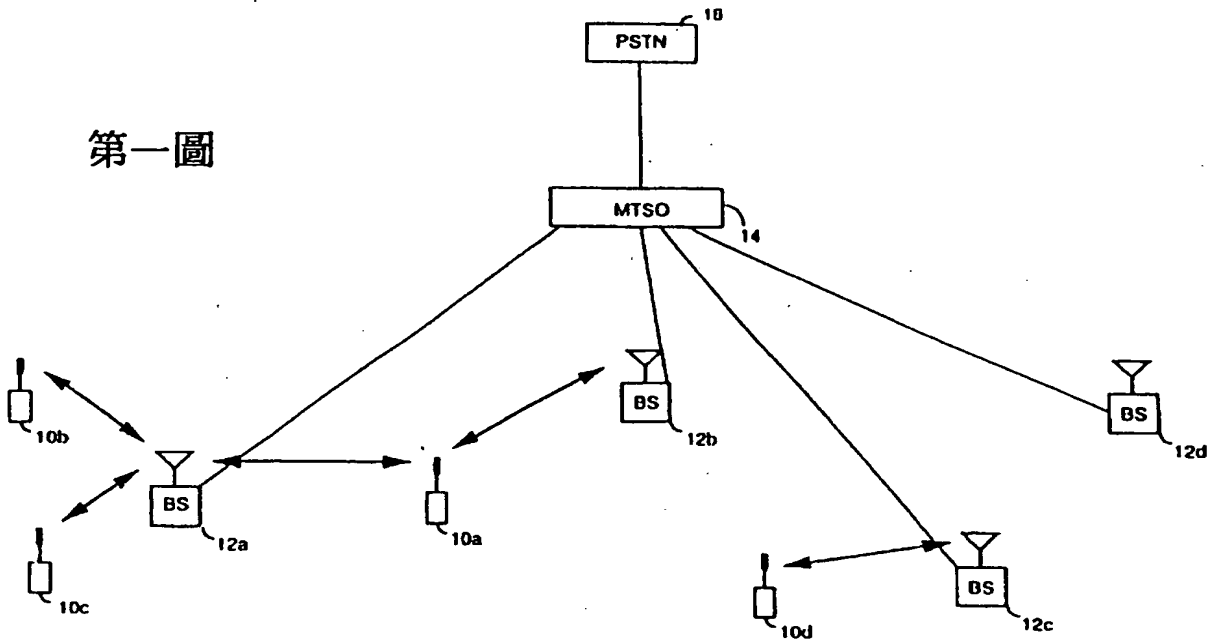 18
PSTN
第一圖
MTSO
14
BS
12b
BS
12d
10b
BS
12a
10a
10c
BS
12c
10d